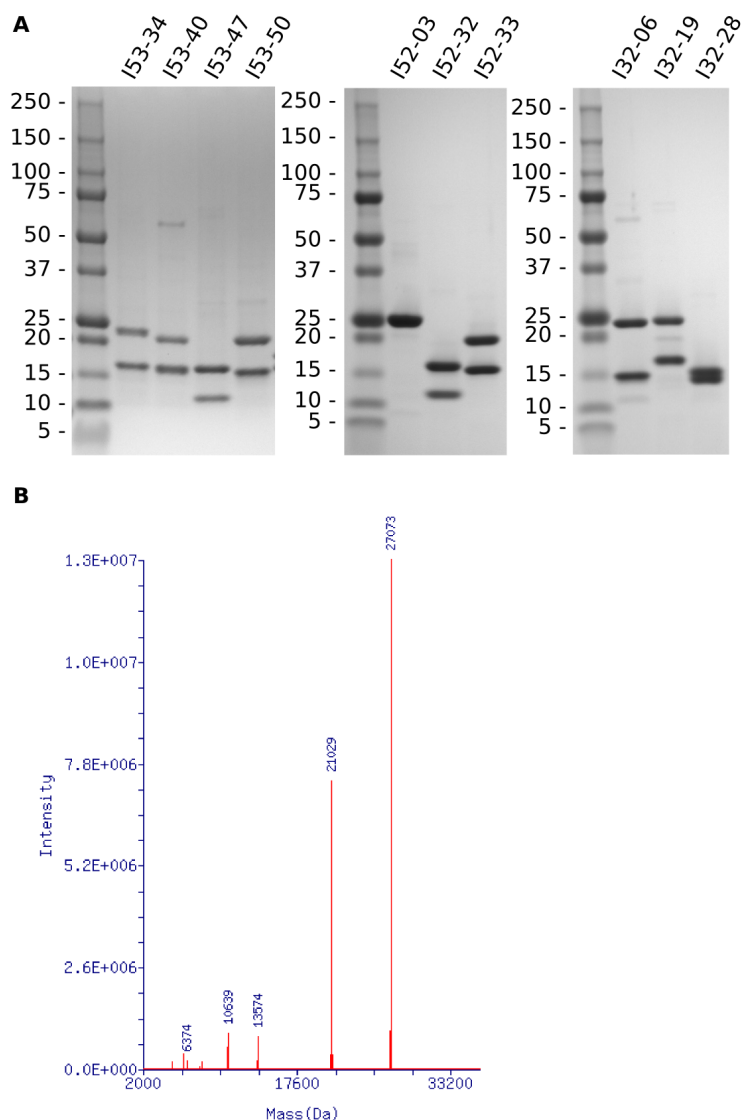 A
I53-34 I53-40 I53-47 I53-50
250 -
150 -
100 -
75 -
50 -
37 -
25 -
20 -
15 -
10 -
5 -
I52-03 I52-32 I52-33
250 -
150 -
100 -
75 -
50 -
37 -
25 -
20 -
15 -
10 -
5 -
I32-06 I32-19 I32-28
250 -
150 -
100 -
75 -
50 -
37 -
25 -
20 -
15 -
10 -
5 -
B
27073
1.3E+007
1.0E+007
21029
7.8E+006
Intensity
5.2E+006
2.6E+006
10639
13574
6374
0.0E+000
2000 17600 33200
Mass(Da)